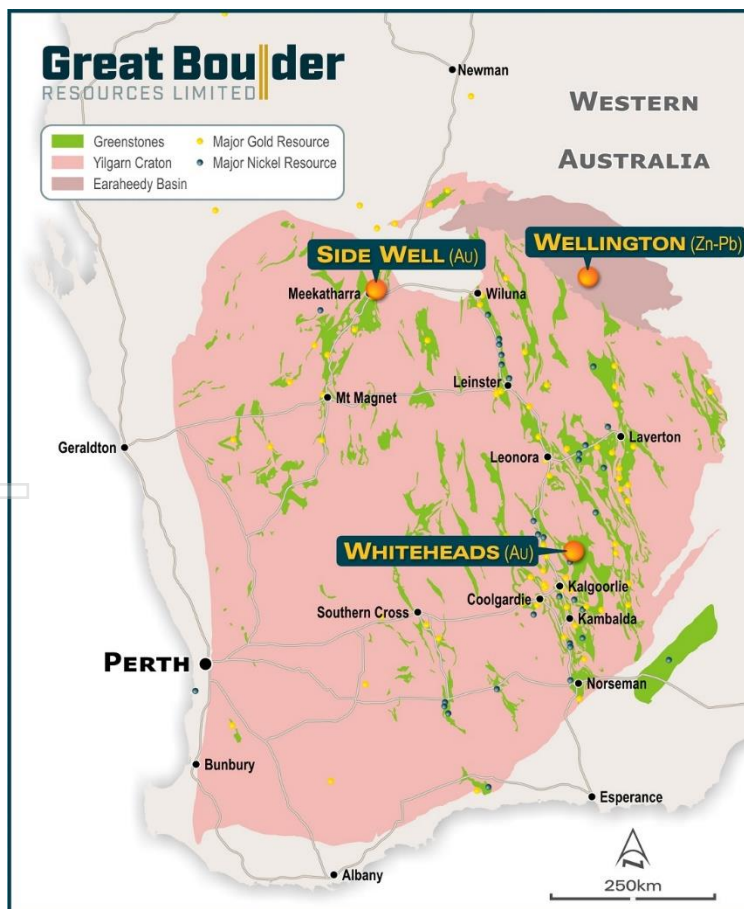 Great Boulder
RESOURCES LIMITED
Greenstones
Major Gold Resource
Yilgarn Craton
Major Nickel Resource
Earaheedy Basin
Newman
WESTERN
AUSTRALIA
SIDE WELL (Au)
WELLINGTON (Zn-Pb)
Meekatharra
Wiluna
Leinster
Mt Magnet
Geraldton
Laverton
Leonora
WHITEHEADS (Au)
Kalgoorlie
Coolgardie
Southern Cross
Kambalda
PERTH
Norseman
Bunbury
Esperance
Albany
N
250km